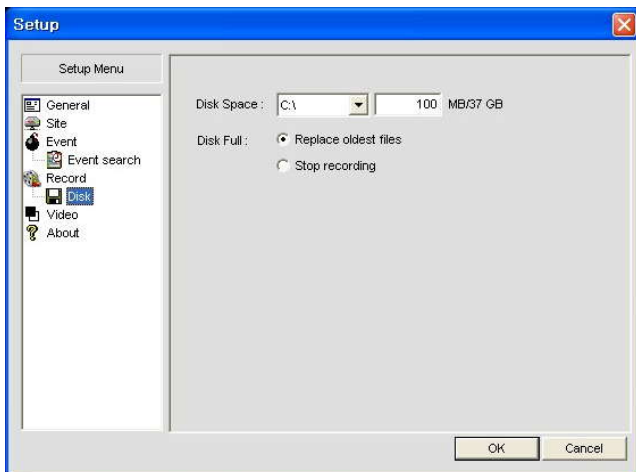 Setup
Setup Menu
General
Site
Event
Event search
Record
Disk
Video
About
Disk Space : C:\ 100 MB/37 GB
Disk Full : Replace oldest files
Stop recording
OK Cancel